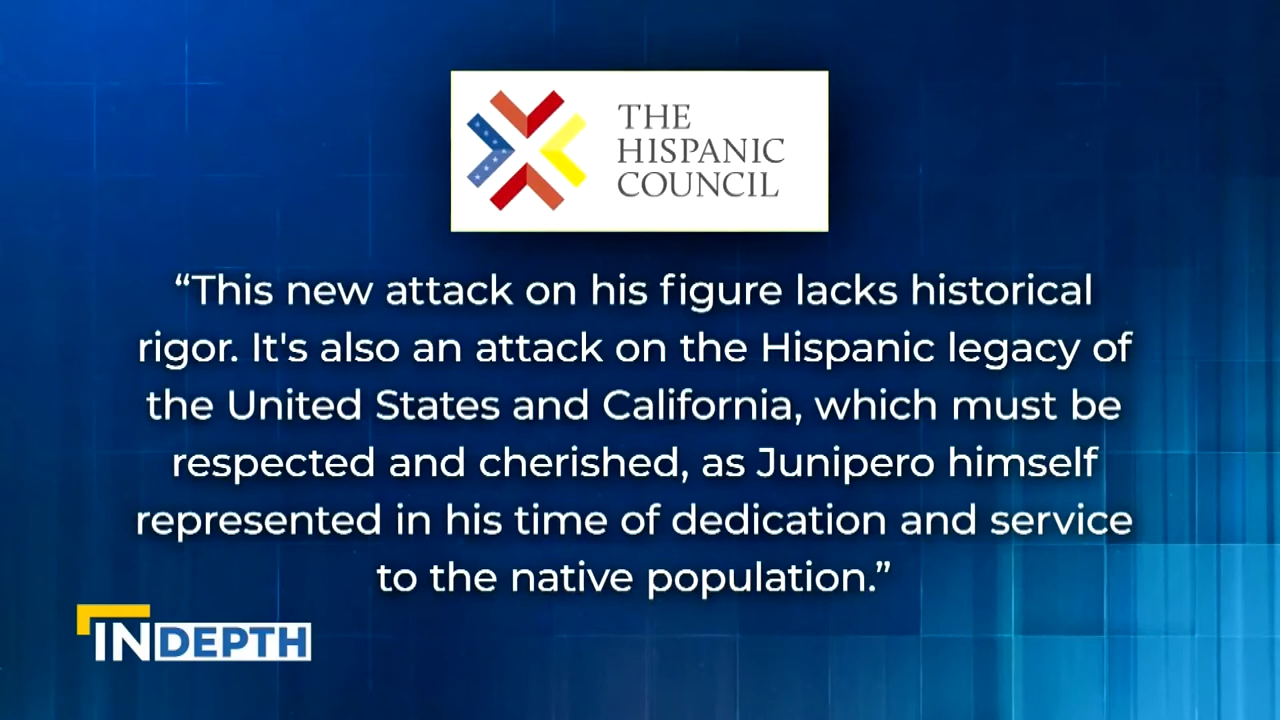 THE
HISPANIC
COUNCIL
“This new attack on his figure lacks historical
rigor. It's also an attack on the Hispanic legacy of
the United States and California, which must be
respected and cherished, as Junipero himself
represented in his time of dedication and service
to the native population.”
INDEPTH